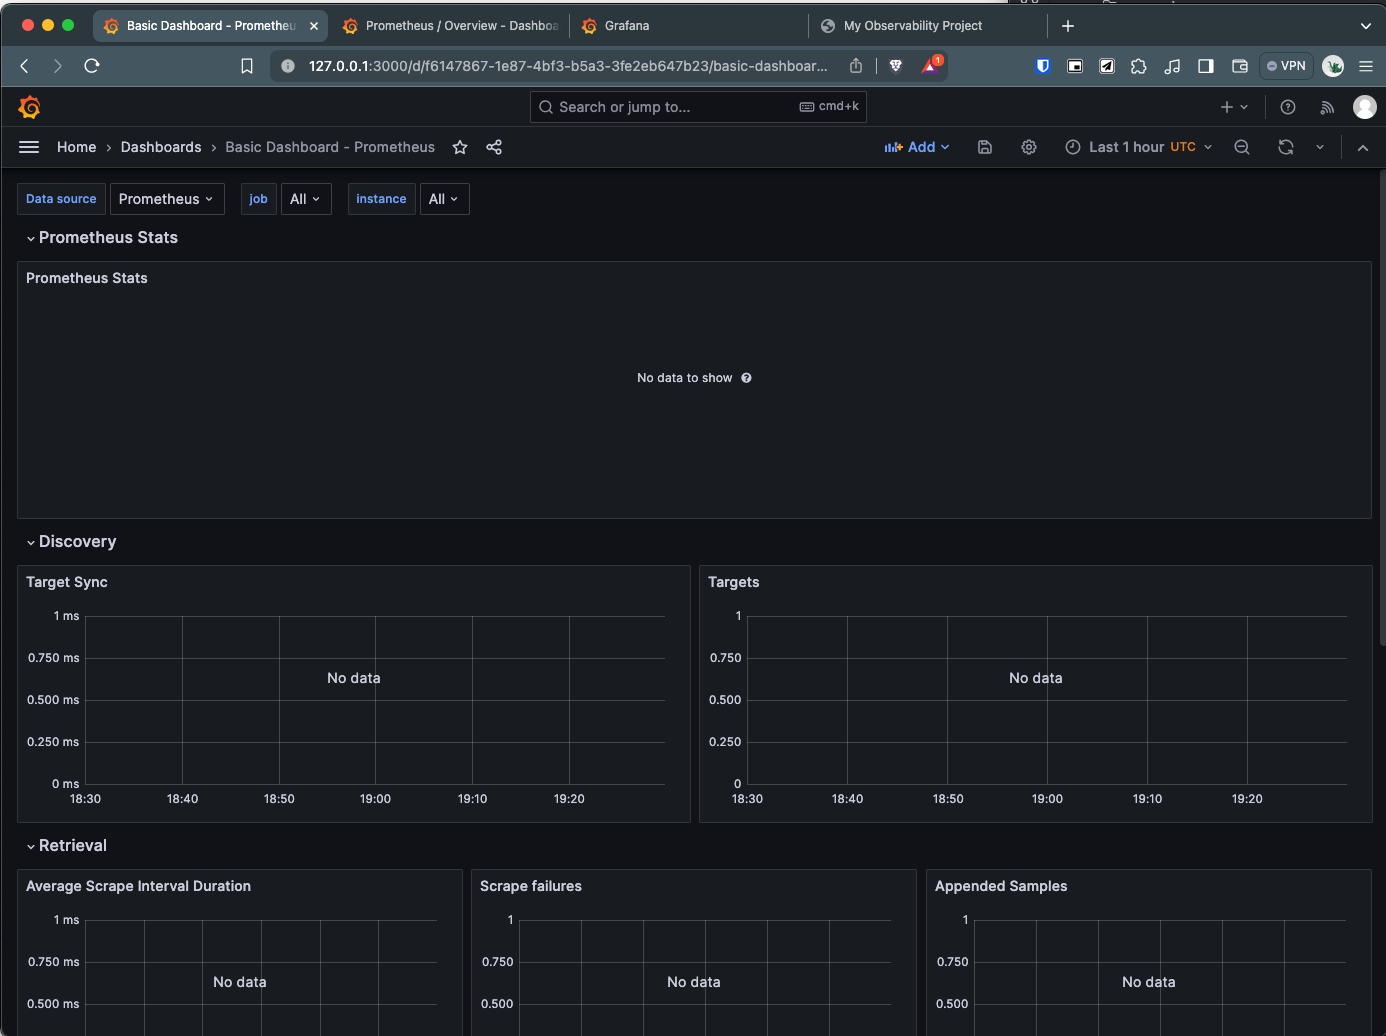 Basic Dashboard - Prometheu
Prometheus / Overview - Dashboa
Grafana
My Observability Project
127.0.0.1:3000/d/f6147867-1e87-4bf3-b5a3-3fe2eb647b23/basic-dashboar...
1
VPN
Search or jump to...
cmd+k
Home › Dashboards › Basic Dashboard - Prometheus
Add
Last 1 hour UTC
Data source Prometheus job All instance All
Prometheus Stats
Prometheus Stats
No data to show
Discovery
Target Sync
1 ms
0.750 ms
No data
0.500 ms
0.250 ms
0 ms
18:30 18:40 18:50 19:00 19:10 19:20
Targets
1
0.750
No data
0.500
0.250
0
18:30 18:40 18:50 19:00 19:10 19:20
Retrieval
Average Scrape Interval Duration
1 ms
0.750 ms
No data
0.500 ms
Scrape failures
1
0.750
No data
0.500
Appended Samples
1
0.750
No data
0.500